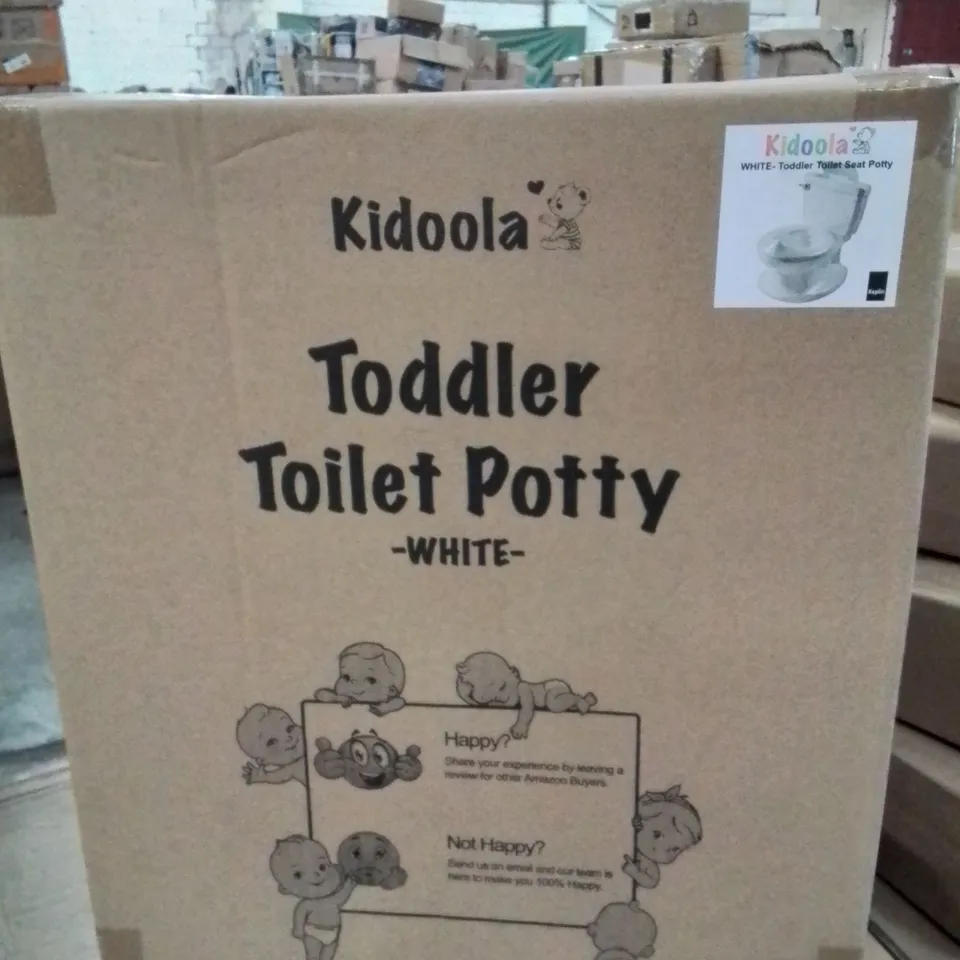 Kidoola
WHITE- Toddler Toilet Seat Potty
Keplin
Kidoola
Toddler
Toilet Potty
-WHITE-
Happy?
Share your experience by leaving a
review for other Amazon Buyers.
Not Happy?
Send us an email and our team is
here to make you 100% Happy.